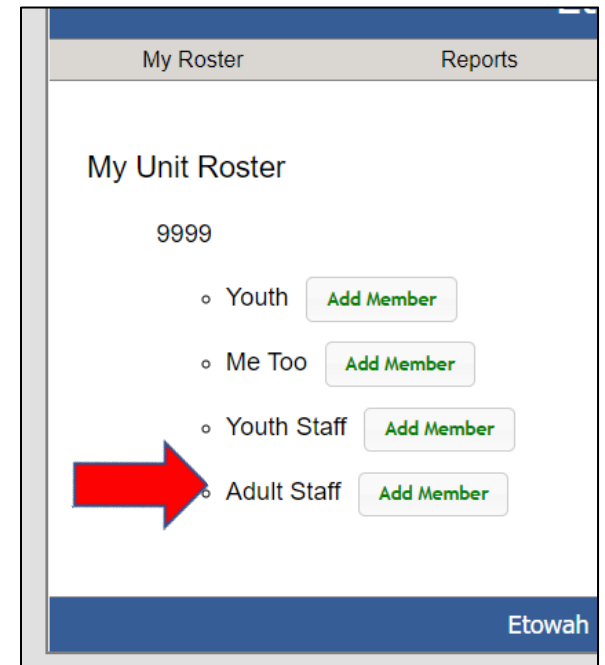 My Roster Reports
My Unit Roster
9999
Youth Add Member
Me Too Add Member
Youth Staff Add Member
Adult Staff Add Member
Etowah